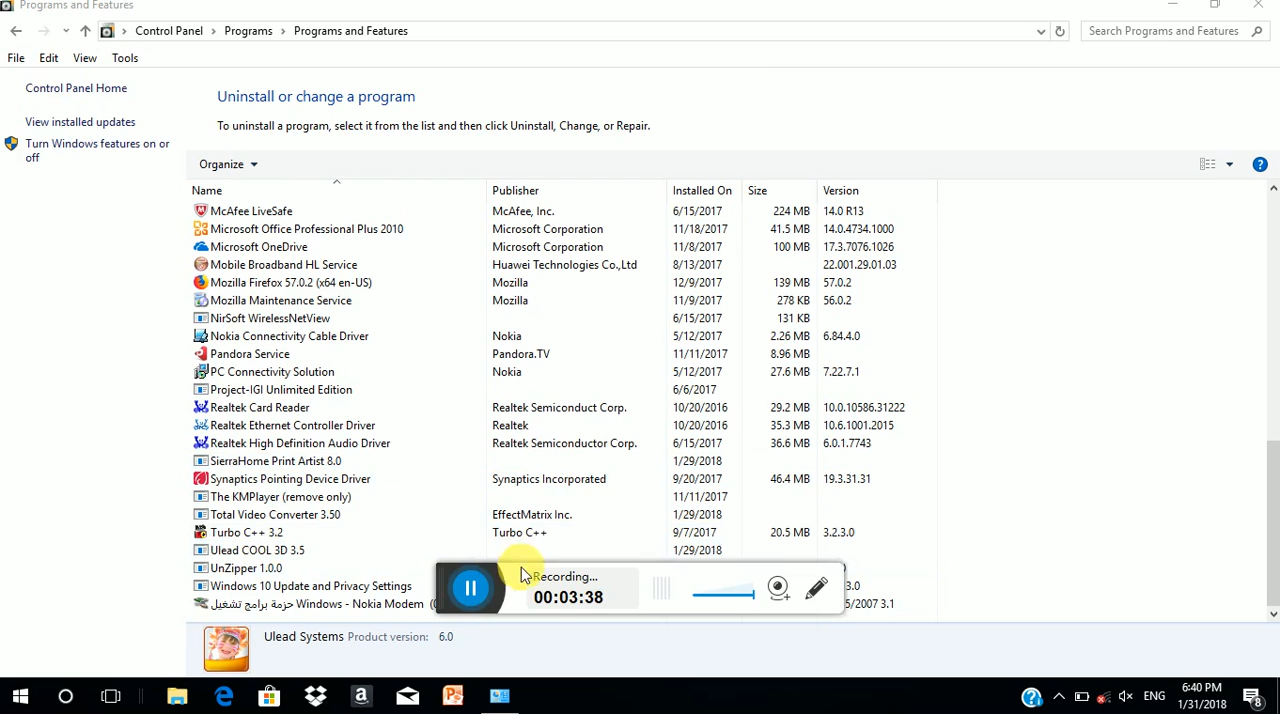 Programs and Features
Control Panel Programs Programs and Features Search Programs and Features
File Edit View Tools
Control Panel Home
View installed updates
Turn Windows features on or off
Uninstall or change a program
To uninstall a program, select it from the list and then click Uninstall, Change, or Repair.
Organize
Name Publisher Installed On Size Version
McAfee LiveSafe McAfee, Inc. 6/15/2017 224 MB 14.0 R13
Microsoft Office Professional Plus 2010 Microsoft Corporation 11/18/2017 41.5 MB 14.0.4734.1000
Microsoft OneDrive Microsoft Corporation 11/8/2017 100 MB 17.3.7076.1026
Mobile Broadband HL Service Huawei Technologies Co.,Ltd 8/13/2017 22.001.29.01.03
Mozilla Firefox 57.0.2 (x64 en-US) Mozilla 12/9/2017 139 MB 57.0.2
Mozilla Maintenance Service Mozilla 11/9/2017 278 KB 56.0.2
NirSoft WirelessNetView 6/15/2017 131 KB
Nokia Connectivity Cable Driver Nokia 5/12/2017 2.26 MB 6.84.4.0
Pandora Service Pandora.TV 11/11/2017 8.96 MB
PC Connectivity Solution Nokia 5/12/2017 27.6 MB 7.22.7.1
Project-IGI Unlimited Edition 6/6/2017
Realtek Card Reader Realtek Semiconduct Corp. 10/20/2016 29.2 MB 10.0.10586.31222
Realtek Ethernet Controller Driver Realtek 10/20/2016 35.3 MB 10.6.1001.2015
Realtek High Definition Audio Driver Realtek Semiconductor Corp. 6/15/2017 36.6 MB 6.0.1.7743
SierraHome Print Artist 8.0 1/29/2018
Synaptics Pointing Device Driver Synaptics Incorporated 9/20/2017 46.4 MB 19.3.31.31
The KMPlayer (remove only) 11/11/2017
Total Video Converter 3.50 EffectMatrix Inc. 1/29/2018
Turbo C++ 3.2 Turbo C++ 9/7/2017 20.5 MB 3.2.3.0
Ulead COOL 3D 3.5 1/29/2018
UnZipper 1.0.0
Windows 10 Update and Privacy Settings 3.0
حزمة برامج تشغيل Windows - Nokia Modem 5/2007 3.1
Recording...
00:03:38
Ulead Systems Product version: 6.0
ENG
6:40 PM
1/31/2018
8